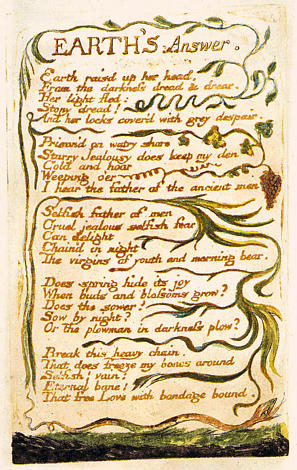 EARTH'S Answer.
Earth rais'd up her head,
From the darkness dread & drear.
Her light fled:
Stony dread!
And her locks cover'd with grey despair.
Prison'd on watry shore
Starry Jealousy does keep my den
Cold and hoar
Weeping o'er
I hear the father of the ancient men
Selfish father of men
Cruel jealous selfish fear
Can delight
Chain'd in night
The virgins of youth and morning bear.
Does spring hide its joy
When buds and blossoms grow?
Does the sower?
Sow by night?
Or the plowman in darkness plow?
Break this heavy chain.
That does freeze my bones around
Selfish! vain!
Eternal bane!
That free Love with bondage bound.